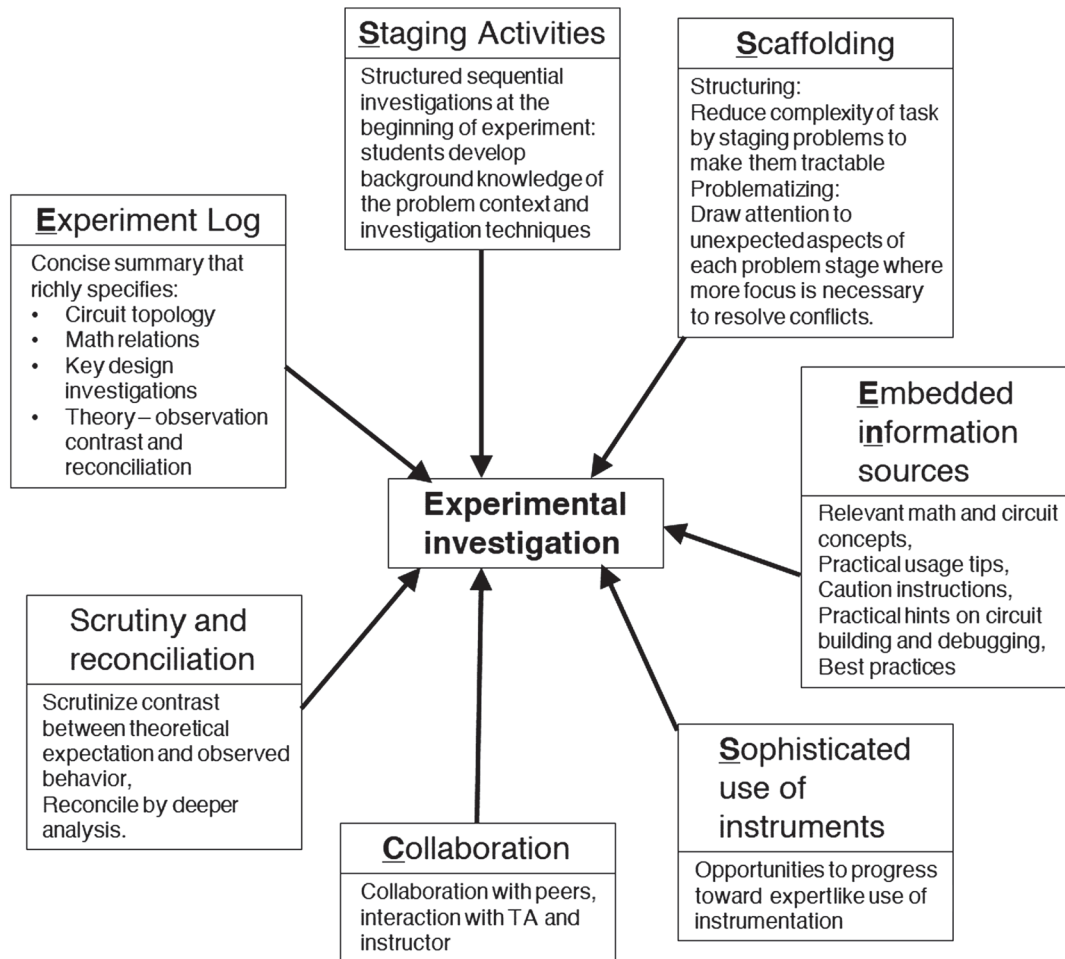 Staging Activities
Structured sequential
investigations at the
beginning of experiment:
students develop
background knowledge of
the problem context and
investigation techniques
Scaffolding
Structuring:
Reduce complexity of task
by staging problems to
make them tractable
Problematizing:
Draw attention to
unexpected aspects of
each problem stage where
more focus is necessary
to resolve conflicts.
Experiment Log
Concise summary that
richly specifies:
• Circuit topology
• Math relations
• Key design
investigations
• Theory – observation
contrast and
reconciliation
Embedded
information
sources
Relevant math and circuit
concepts,
Practical usage tips,
Caution instructions,
Practical hints on circuit
building and debugging,
Best practices
Experimental
investigation
Scrutiny and
reconciliation
Scrutinize contrast
between theoretical
expectation and observed
behavior,
Reconcile by deeper
analysis.
Collaboration
Collaboration with peers,
interaction with TA and
instructor
Sophisticated
use of
instruments
Opportunities to progress
toward expertlike use of
instrumentation